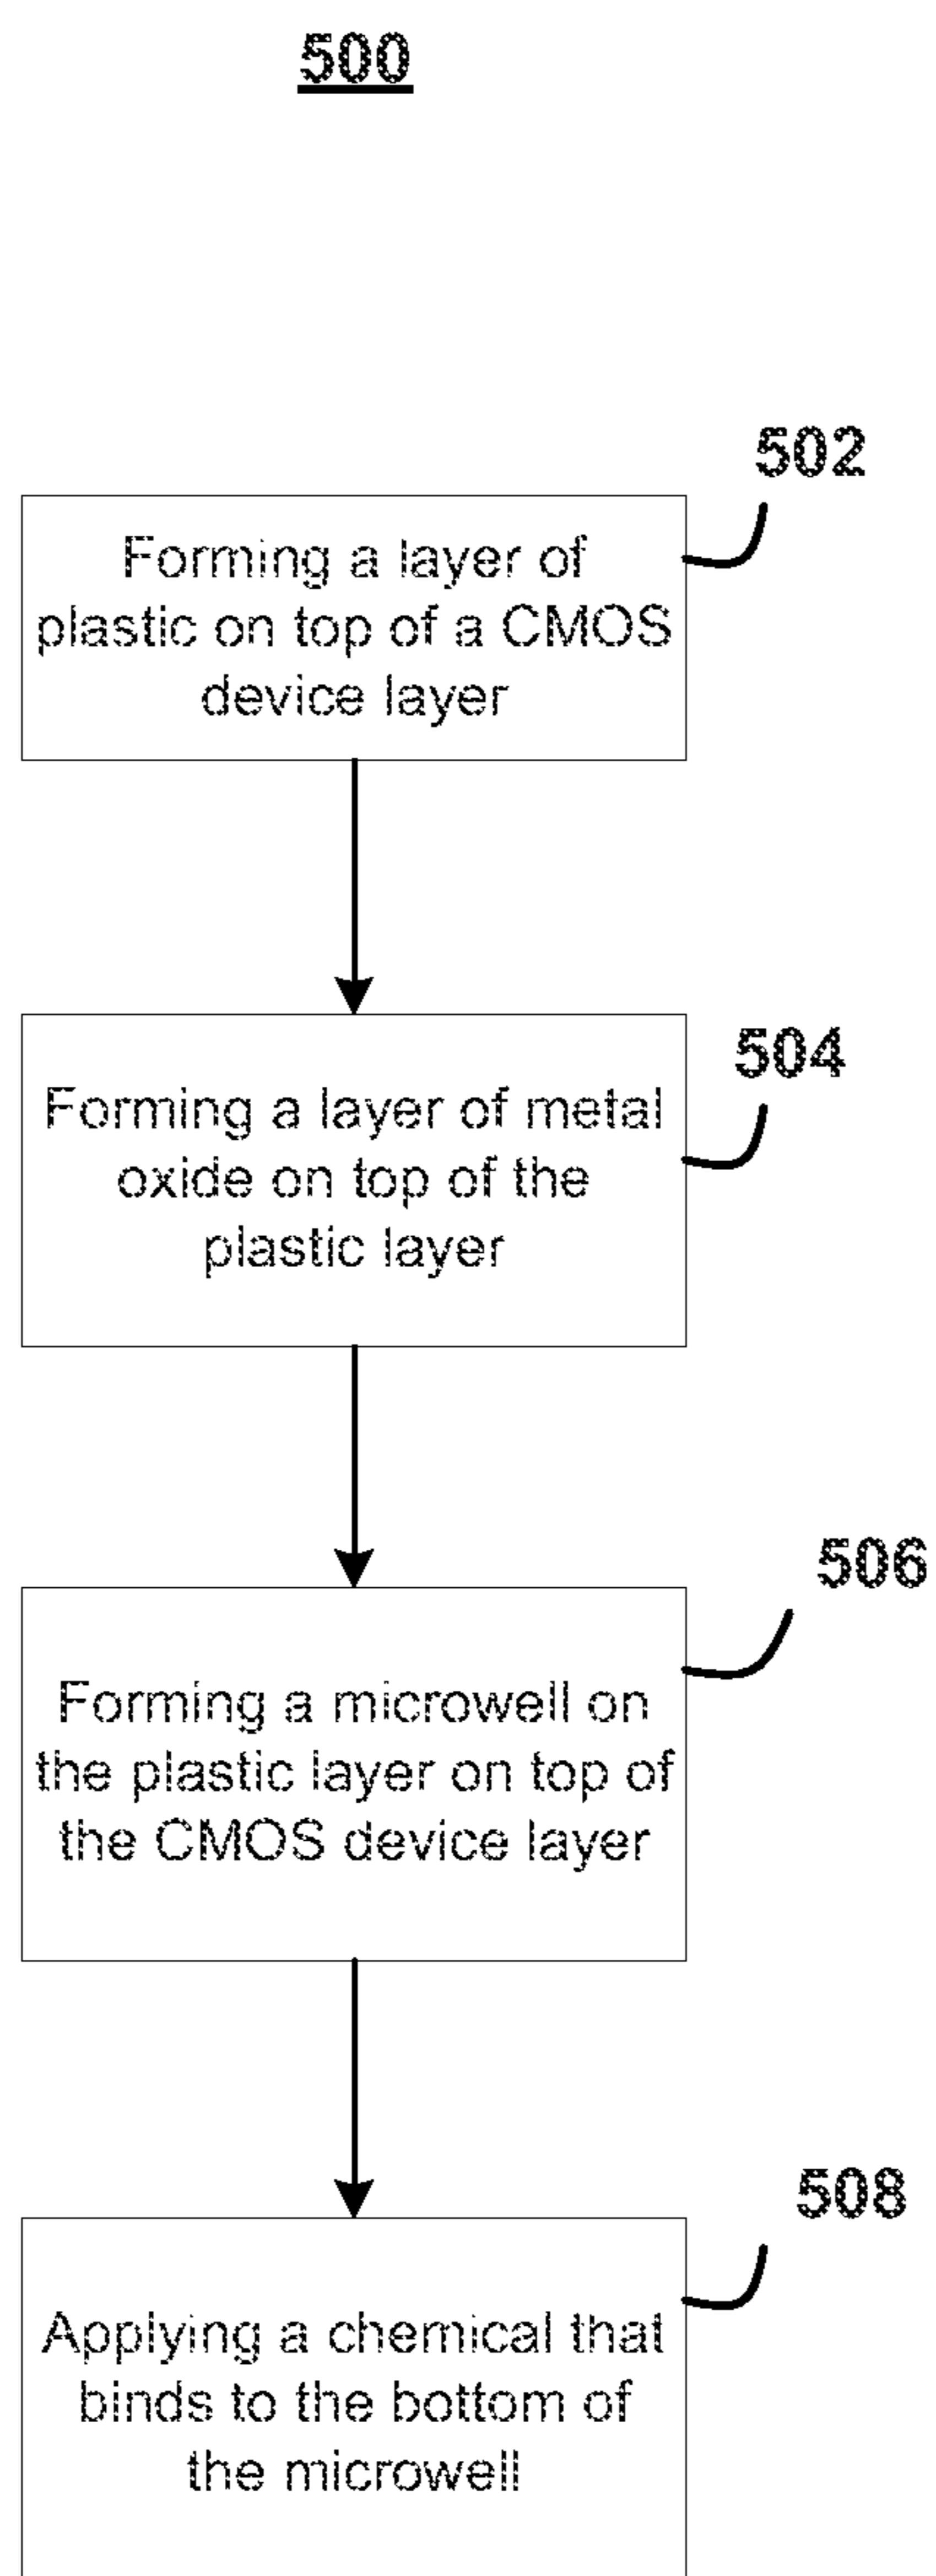 500
502
Forming a layer of
plastic on top of a CMOS
device layer
504
Forming a layer of metal
oxide on top of the
plastic layer
506
Forming a microwell on
the plastic layer on top of
the CMOS device layer
508
Applying a chemical that
binds to the bottom of
the microwell